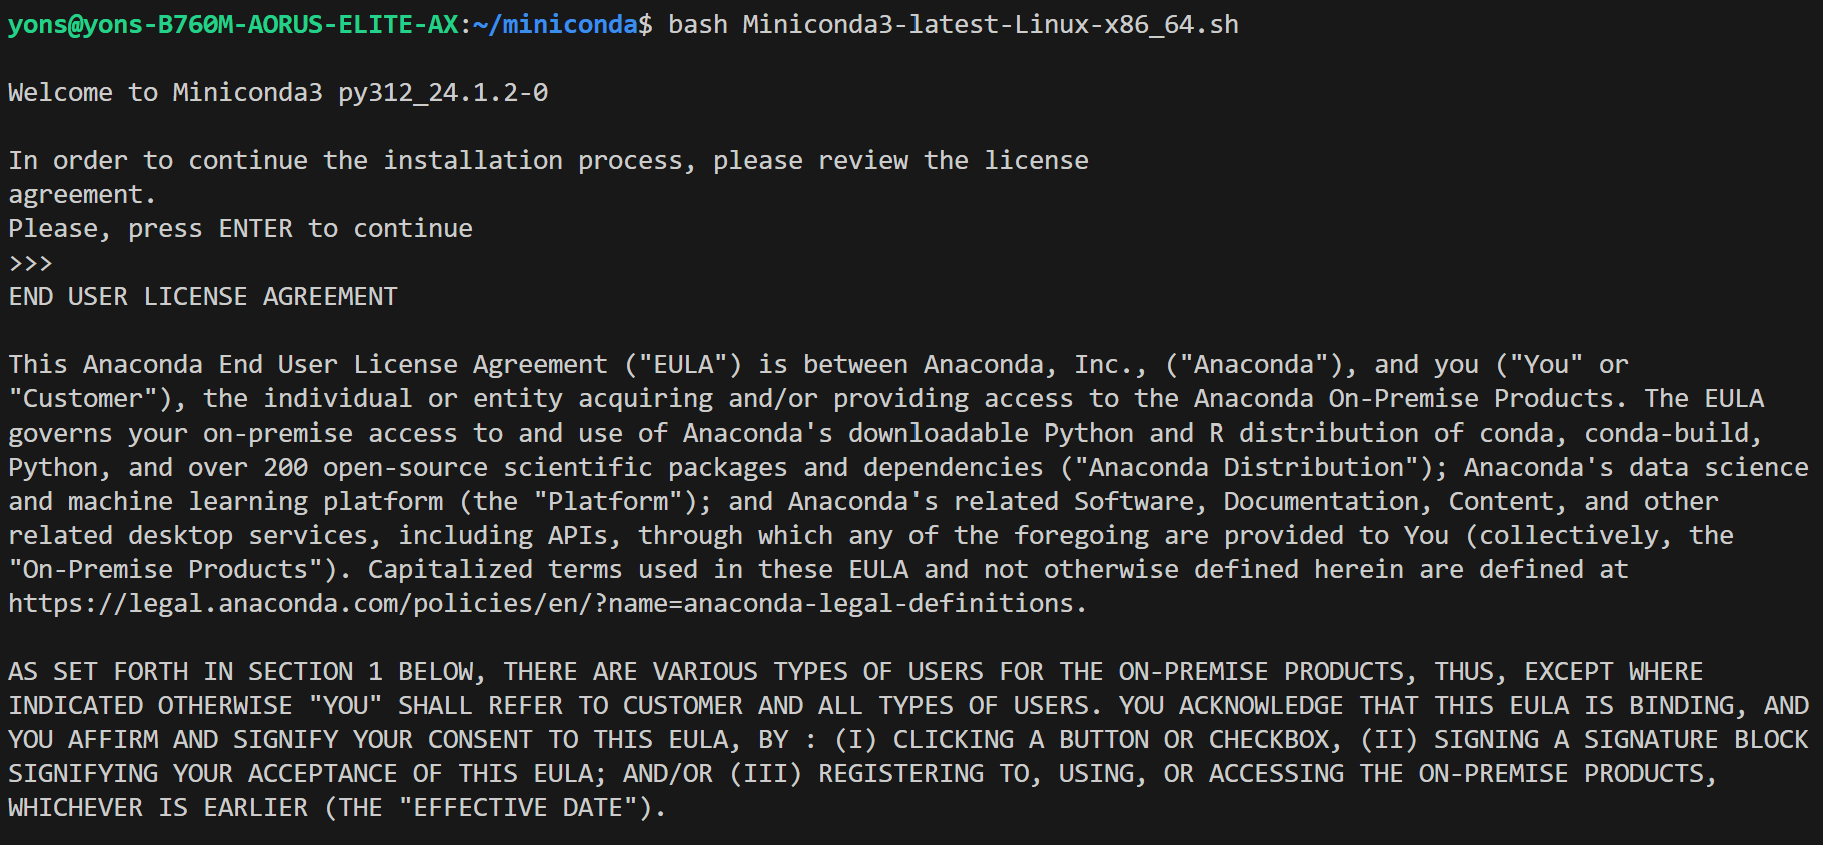 yons@yons-B760M-AORUS-ELITE-AX:~/miniconda$ bash Miniconda3-latest-Linux-x86_64.sh
Welcome to Miniconda3 py312_24.1.2-0
In order to continue the installation process, please review the license
agreement.
Please, press ENTER to continue
>>>
END USER LICENSE AGREEMENT
This Anaconda End User License Agreement ("EULA") is between Anaconda, Inc., ("Anaconda"), and you ("You" or
"Customer"), the individual or entity acquiring and/or providing access to the Anaconda On-Premise Products. The EULA
governs your on-premise access to and use of Anaconda's downloadable Python and R distribution of conda, conda-build,
Python, and over 200 open-source scientific packages and dependencies ("Anaconda Distribution"); Anaconda's data science
and machine learning platform (the "Platform"); and Anaconda's related Software, Documentation, Content, and other
related desktop services, including APIs, through which any of the foregoing are provided to You (collectively, the
"On-Premise Products"). Capitalized terms used in these EULA and not otherwise defined herein are defined at
https://legal.anaconda.com/policies/en/?name=anaconda-legal-definitions.
AS SET FORTH IN SECTION 1 BELOW, THERE ARE VARIOUS TYPES OF USERS FOR THE ON-PREMISE PRODUCTS, THUS, EXCEPT WHERE
INDICATED OTHERWISE "YOU" SHALL REFER TO CUSTOMER AND ALL TYPES OF USERS. YOU ACKNOWLEDGE THAT THIS EULA IS BINDING, AND
YOU AFFIRM AND SIGNIFY YOUR CONSENT TO THIS EULA, BY : (I) CLICKING A BUTTON OR CHECKBOX, (II) SIGNING A SIGNATURE BLOCK
SIGNIFYING YOUR ACCEPTANCE OF THIS EULA; AND/OR (III) REGISTERING TO, USING, OR ACCESSING THE ON-PREMISE PRODUCTS,
WHICHEVER IS EARLIER (THE "EFFECTIVE DATE").